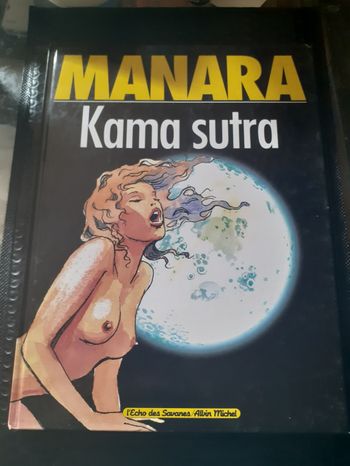 MANARA
Kama sutra
l'Echo des Savanes/Albin Michel